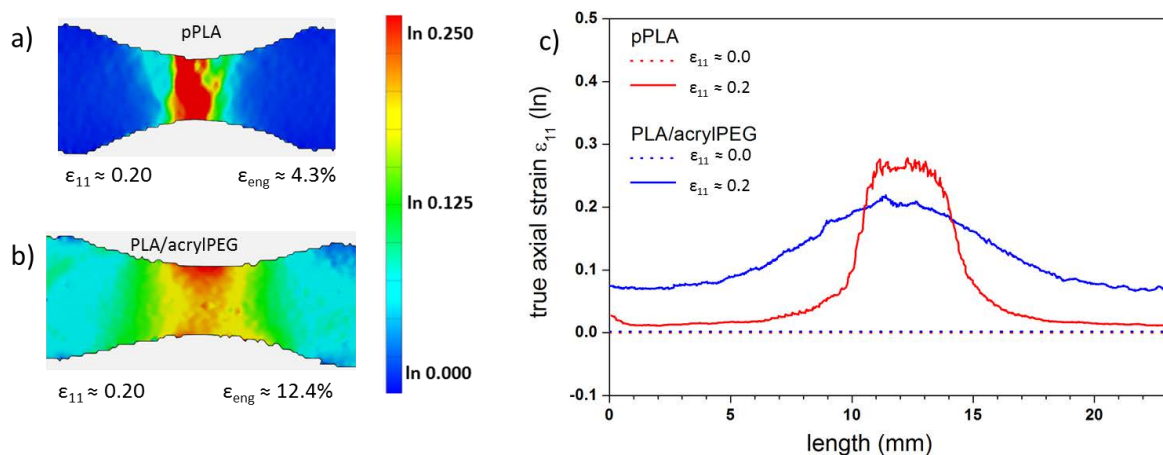 a)
pPLA
ε11 ≈ 0.20
εeng ≈ 4.3%
b)
PLA/acrylPEG
ε11 ≈ 0.20
εeng ≈ 12.4%
ln 0.250
ln 0.125
ln 0.000
c)
pPLA
ε11 ≈ 0.0
ε11 ≈ 0.2
PLA/acrylPEG
ε11 ≈ 0.0
ε11 ≈ 0.2
true axial strain ε11 (ln)
0.5
0.4
0.3
0.2
0.1
0.0
-0.1
0 5 10 15 20
length (mm)